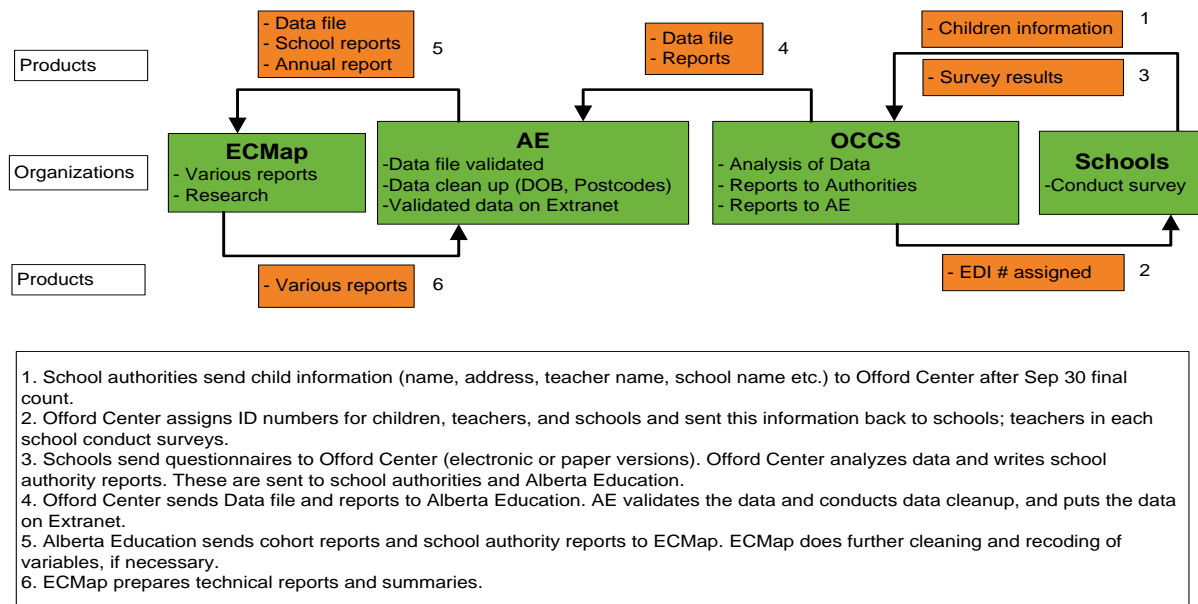 - Data file
- School reports
- Annual report
5
- Data file
- Reports
4
- Children information
1
Products
- Survey results
3
Organizations
ECMap
- Various reports
- Research
AE
-Data file validated
-Data clean up (DOB, Postcodes)
-Validated data on Extranet
OCCS
- Analysis of Data
- Reports to Authorities
- Reports to AE
Schools
-Conduct survey
Products
- Various reports
6
- EDI # assigned
2
1. School authorities send child information (name, address, teacher name, school name etc.) to Offord Center after Sep 30 final
count.
2. Offord Center assigns ID numbers for children, teachers, and schools and sent this information back to schools; teachers in each
school conduct surveys.
3. Schools send questionnaires to Offord Center (electronic or paper versions). Offord Center analyzes data and writes school
authority reports. These are sent to school authorities and Alberta Education.
4. Offord Center sends Data file and reports to Alberta Education. AE validates the data and conducts data cleanup, and puts the data
on Extranet.
5. Alberta Education sends cohort reports and school authority reports to ECMap. ECMap does further cleaning and recoding of
variables, if necessary.
6. ECMap prepares technical reports and summaries.